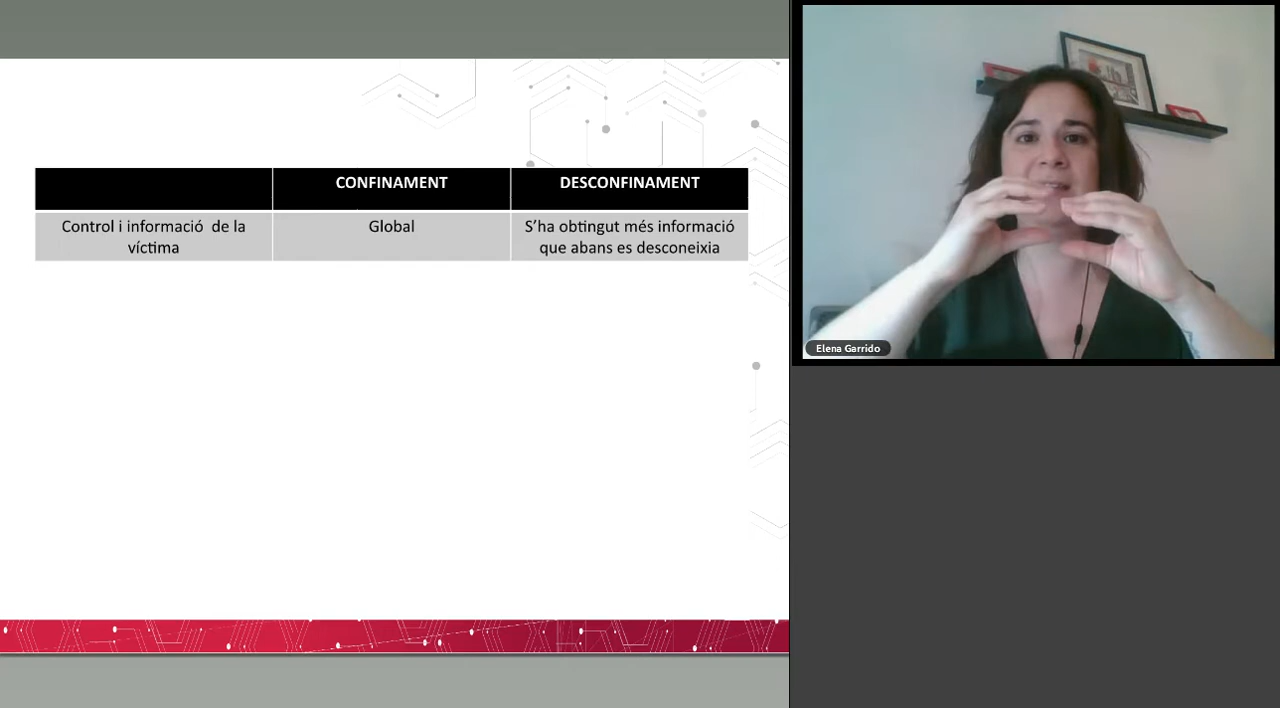 CONFINAMENT
DESCONFINAMENT
Control i informació de la
víctima
Global
S'ha obtingut més informació
que abans es desconeixia
Elena Garrido